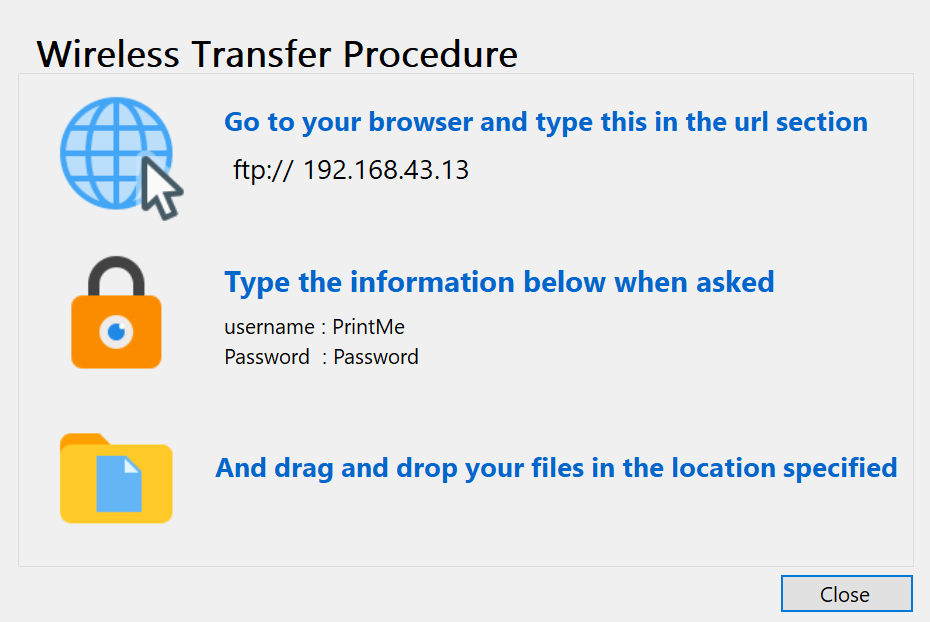 Wireless Transfer Procedure
Go to your browser and type this in the url section
ftp:// 192.168.43.13
Type the information below when asked
username : PrintMe
Password : Password
And drag and drop your files in the location specified
Close